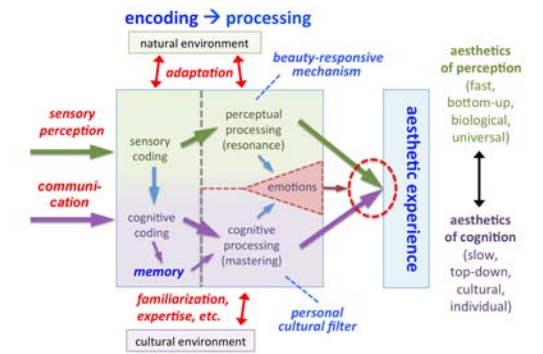 encoding → processing
natural environment
adaptation
beauty-responsive
mechanism
sensory
perception
communi-
cation
sensory
coding
perceptual
processing
(resonance)
emotions
cognitive
coding
cognitive
processing
(mastering)
memory
familiarization,
expertise, etc.
cultural environment
personal
cultural filter
aesthetic experience
aesthetics
of perception
(fast,
bottom-up,
biological,
universal)
aesthetics
of cognition
(slow,
top-down,
cultural,
individual)